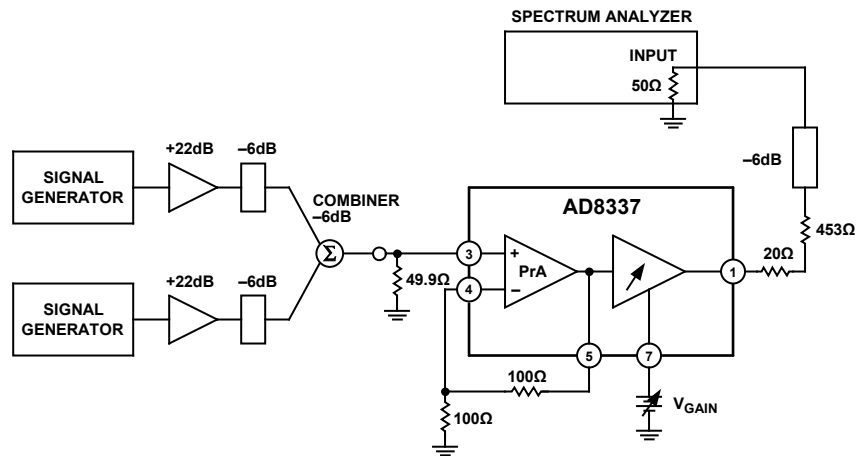 SPECTRUM ANALYZER
INPUT
50Ω
+22dB
–6dB
SIGNAL
GENERATOR
COMBINER
–6dB
Σ
49.9Ω
+22dB
–6dB
SIGNAL
GENERATOR
AD8337
3
+
PrA
4
–
1
5
7
20Ω
453Ω
–6dB
100Ω
100Ω
VGAIN